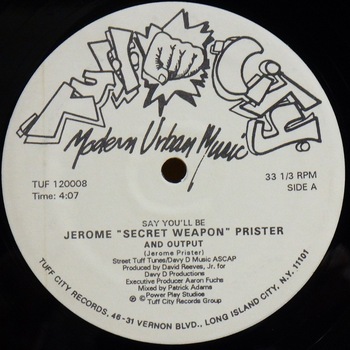 Tuff City
Modern Urban Music
TUF 120008
Time: 4:07
33 1/3 RPM
SIDE A
SAY YOU'LL BE
JEROME "SECRET WEAPON" PRISTER
AND OUTPUT
(Jerome Prister)
Street Tuff Tunes/Davy D Music ASCAP
Produced by David Reeves, Jr. for
Davy D Productions
Executive Producer Aaron Fuchs
Mixed by Patrick Adams
℗ Power Play Studios
© Tuff City Records Group
TUFF CITY RECORDS, 46-31 VERNON BLVD., LONG ISLAND CITY, N.Y. 11101